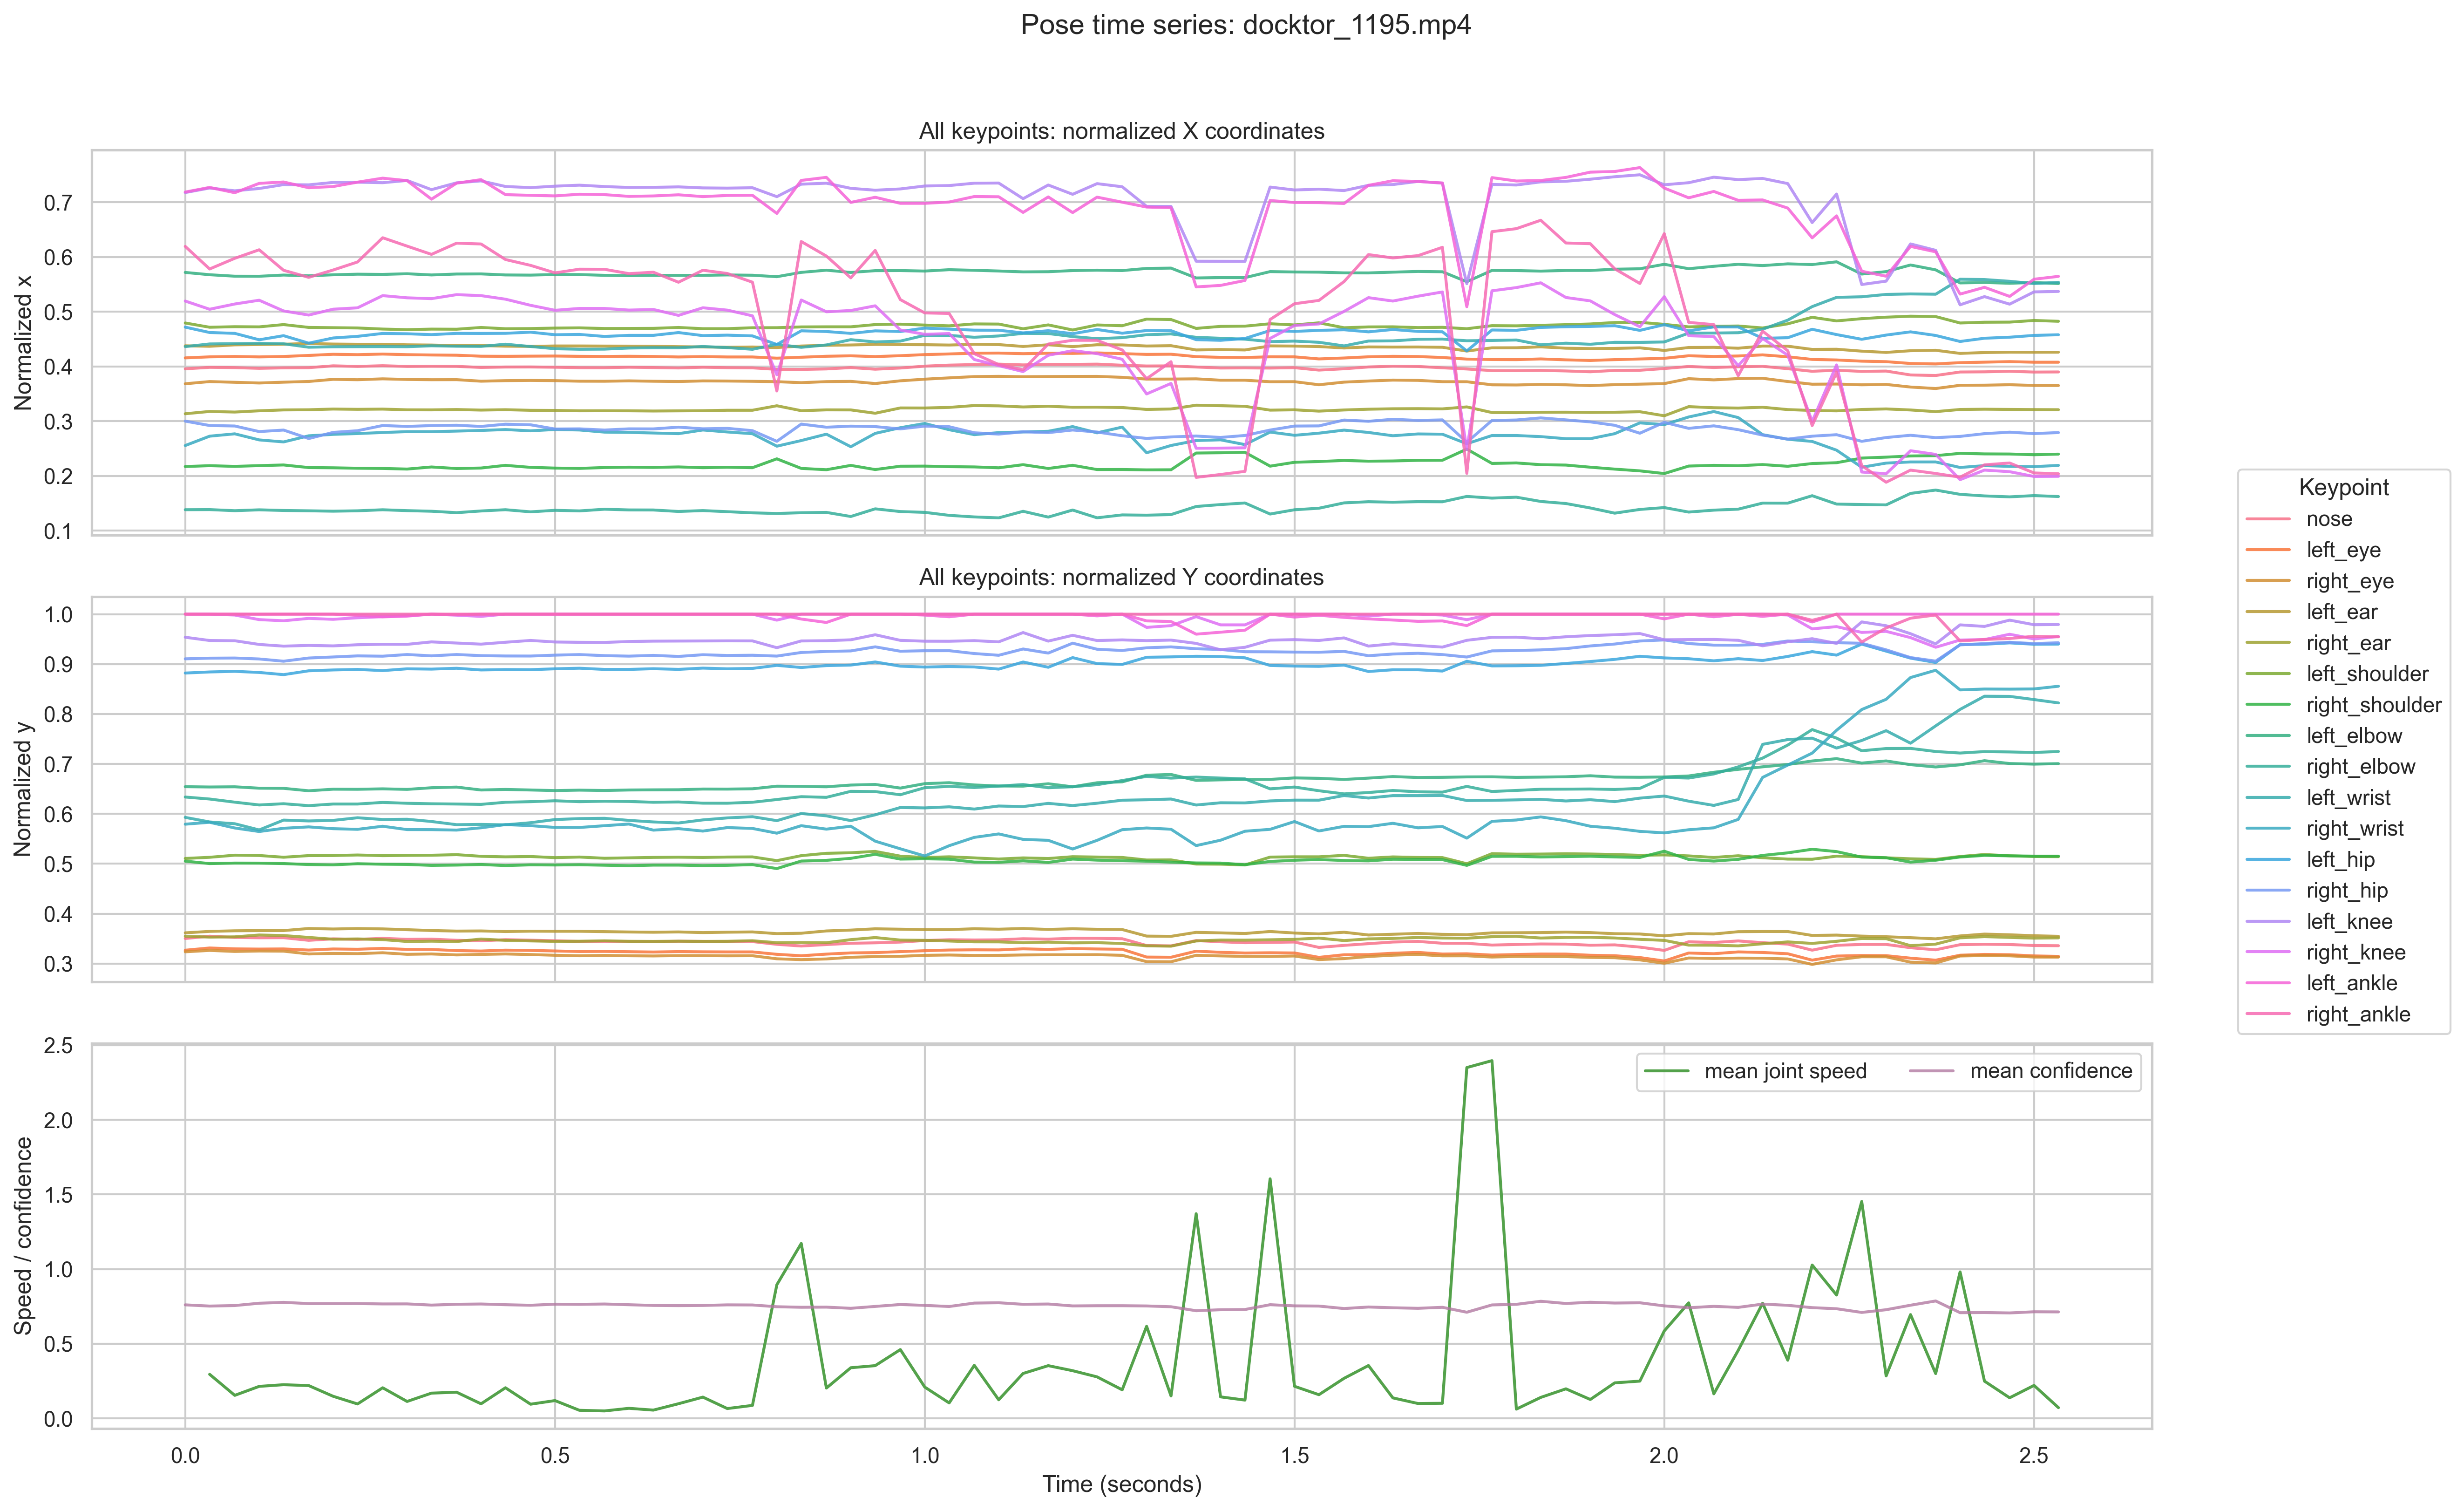 Pose time series: docktor_1195.mp4
All keypoints: normalized X coordinates
Normalized x
0.7
0.6
0.5
0.4
0.3
0.2
0.1
All keypoints: normalized Y coordinates
Normalized y
1.0
0.9
0.8
0.7
0.6
0.5
0.4
0.3
Keypoint
nose
left_eye
right_eye
left_ear
right_ear
left_shoulder
right_shoulder
left_elbow
right_elbow
left_wrist
right_wrist
left_hip
right_hip
left_knee
right_knee
left_ankle
right_ankle
Speed / confidence
2.5
2.0
1.5
1.0
0.5
0.0
mean joint speed mean confidence
0.0 0.5 1.0 1.5 2.0 2.5
Time (seconds)